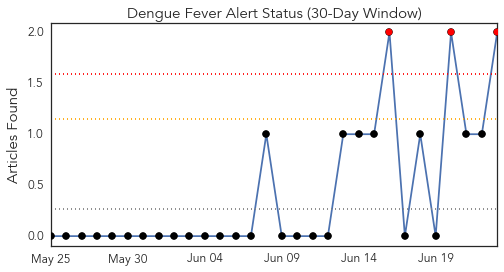 Dengue Fever Alert Status (30-Day Window)
2.0
1.5
1.0
0.5
0.0
Articles Found
May 25
May 30
Jun 04
Jun 09
Jun 14
Jun 19